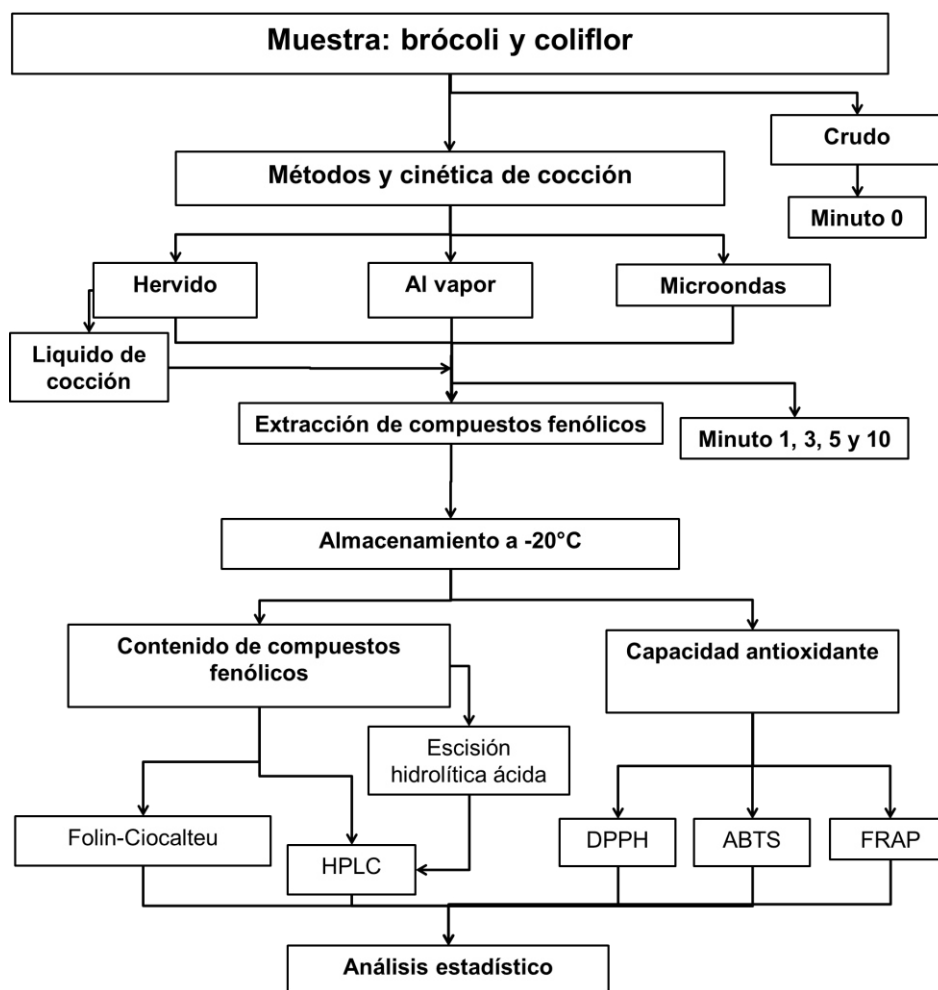 Muestra: brócoli y coliflor
Crudo
Métodos y cinética de cocción
Minuto 0
Hervido
Al vapor
Microondas
Liquido de
cocción
Extracción de compuestos fenólicos
Minuto 1, 3, 5 y 10
Almacenamiento a -20°C
Contenido de compuestos
fenólicos
Capacidad antioxidante
Escisión
hidrolítica ácida
Folin-Ciocalteu
HPLC
DPPH
ABTS
FRAP
Análisis estadístico